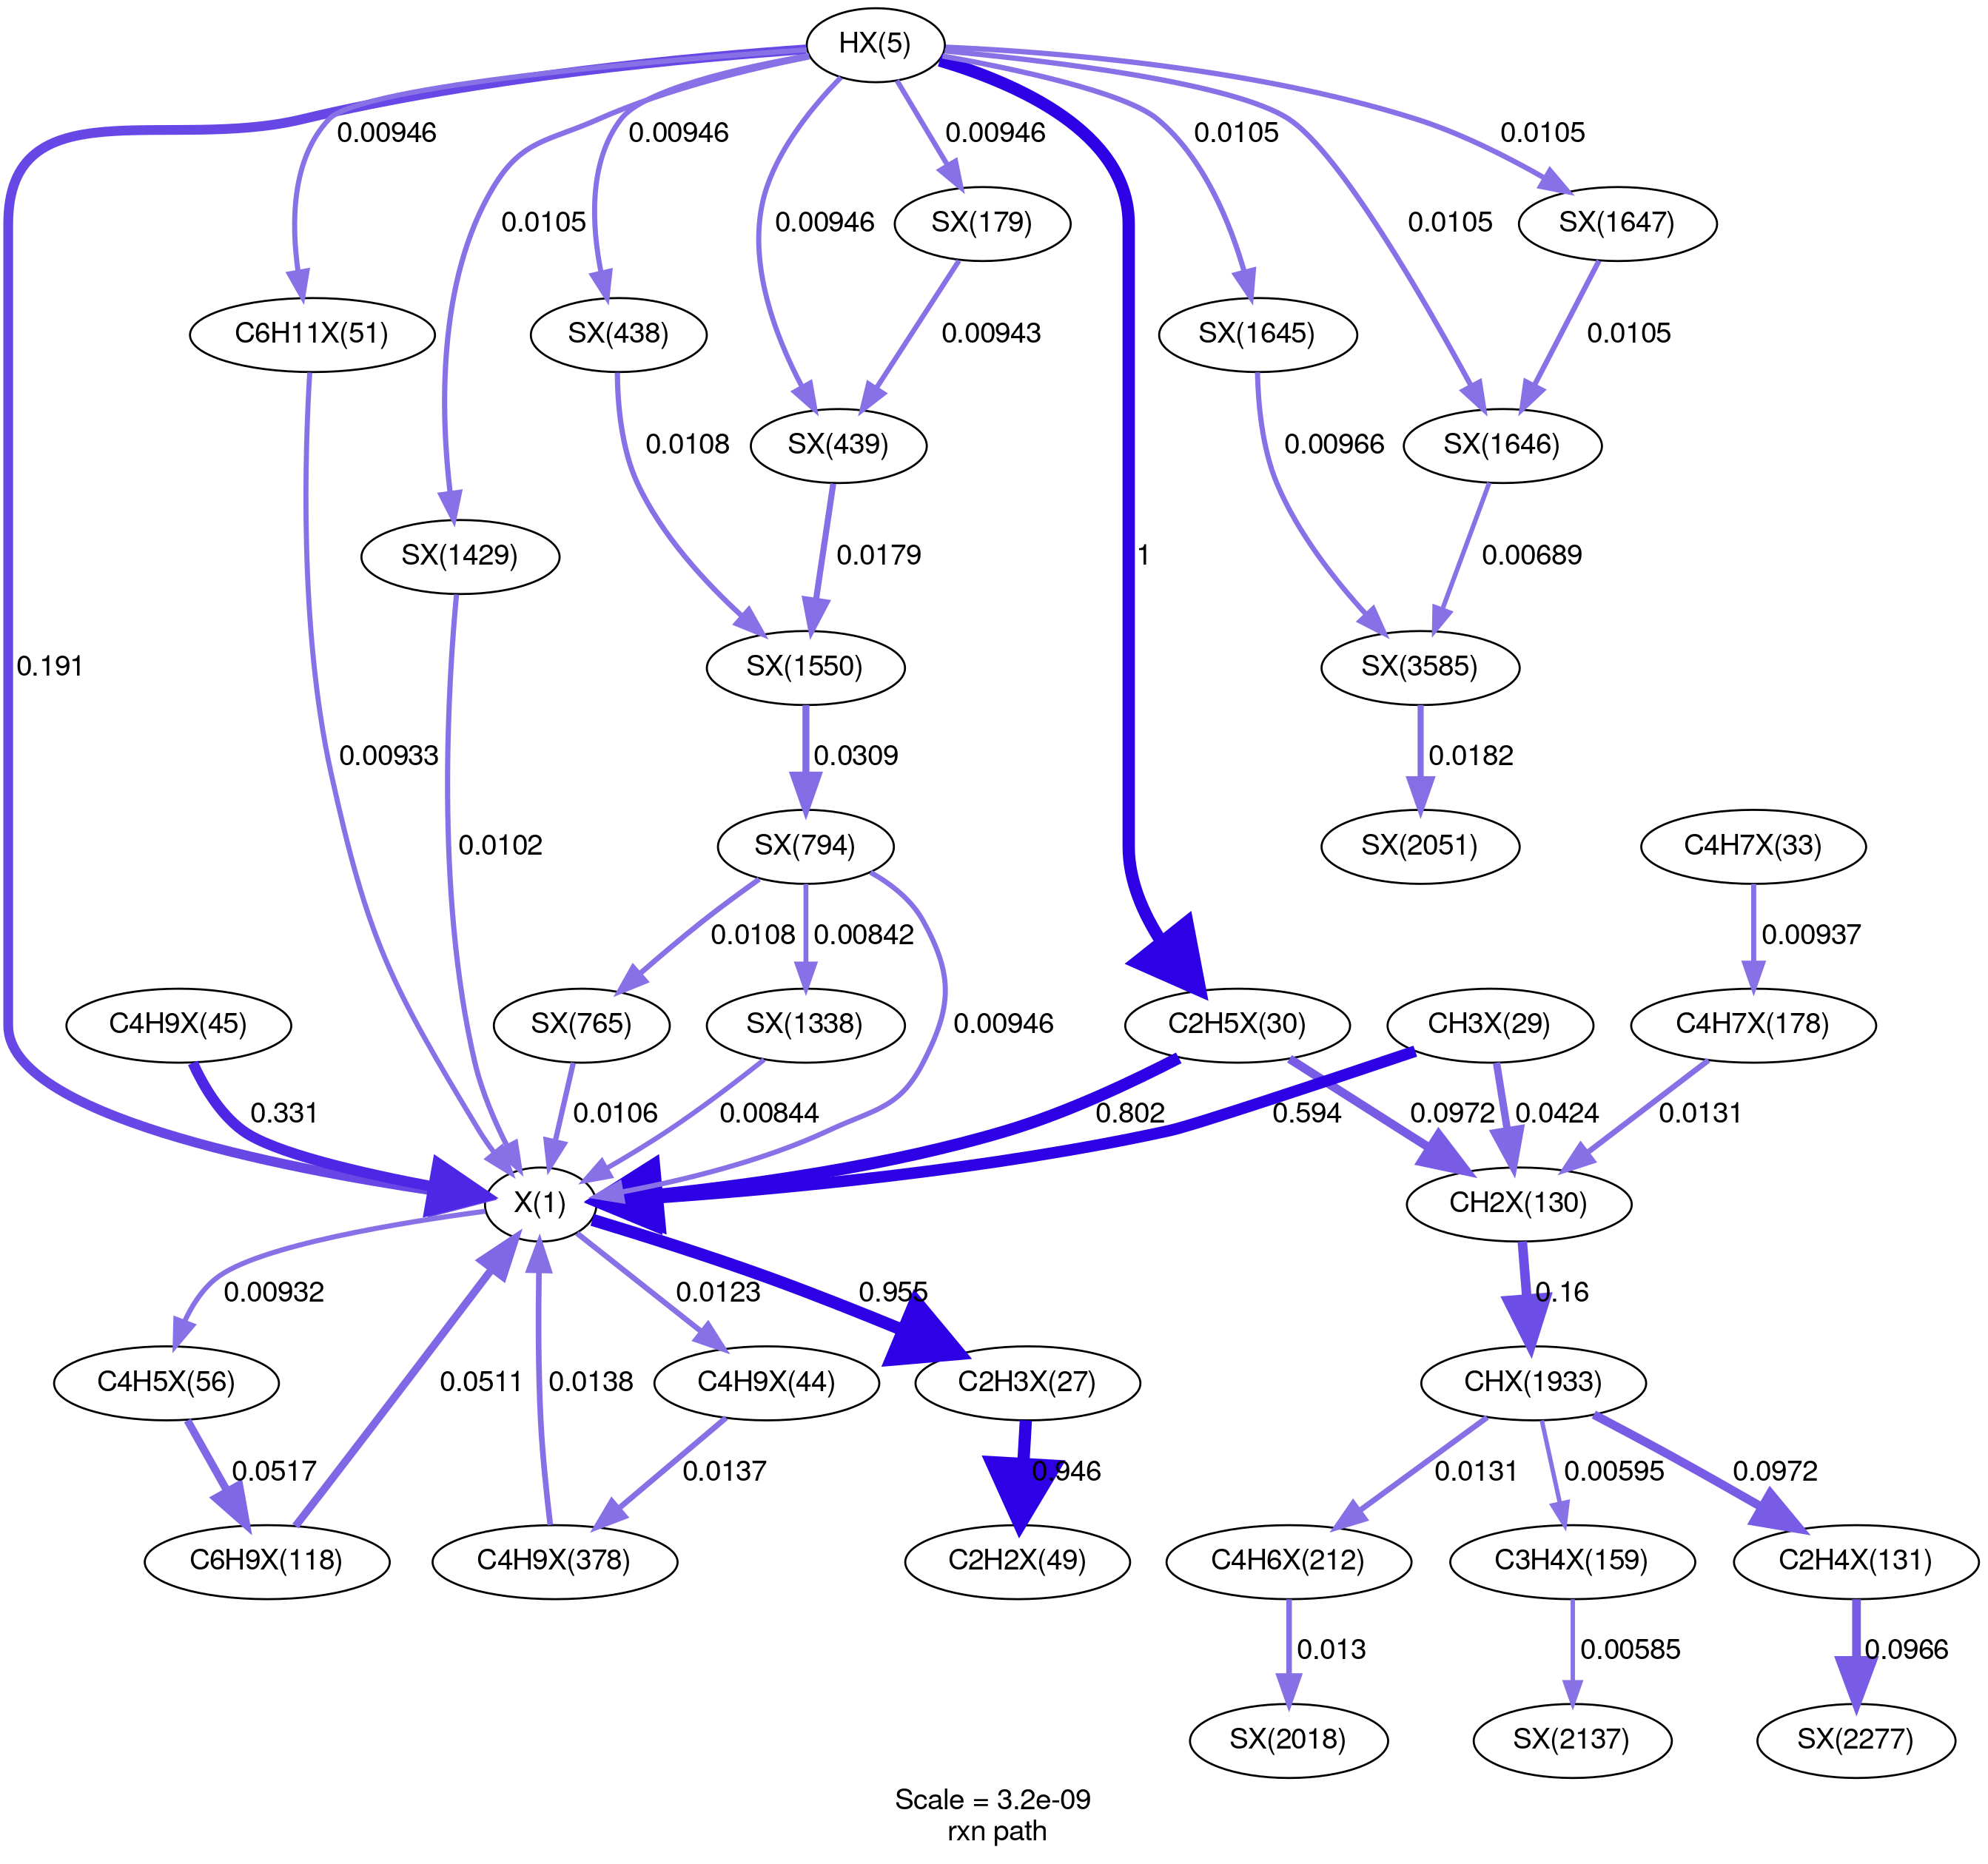 HX(5)
0.00946
0.00946
0.00946
0.0105
0.0105
0.0105
0.00946
0.0105
SX(179)
SX(1647)
C6H11X(51)
SX(438)
0.00943
SX(1645)
0.0105
0.0108
SX(439)
0.00966
SX(1646)
SX(1429)
0.0179
1
0.00689
0.191
SX(1550)
SX(3585)
0.00933
0.0309
0.0182
0.0102
SX(794)
SX(2051)
C4H7X(33)
0.0108
0.00842
0.00937
C4H9X(45)
SX(765)
SX(1338)
0.00946
C2H5X(30)
CH3X(29)
C4H7X(178)
0.331
0.0106
0.00844
0.802
0.594
0.0972
0.0424
0.0131
X(1)
CH2X(130)
0.00932
0.0123
0.955
0.16
C4H5X(56)
0.0511
0.0138
C4H9X(44)
C2H3X(27)
CHX(1933)
0.0517
0.0137
0.946
0.0131
0.00595
0.0972
C6H9X(118)
C4H9X(378)
C2H2X(49)
C4H6X(212)
C3H4X(159)
C2H4X(131)
0.013
0.00585
0.0966
SX(2018)
SX(2137)
SX(2277)
Scale = 3.2e-09
rxn path